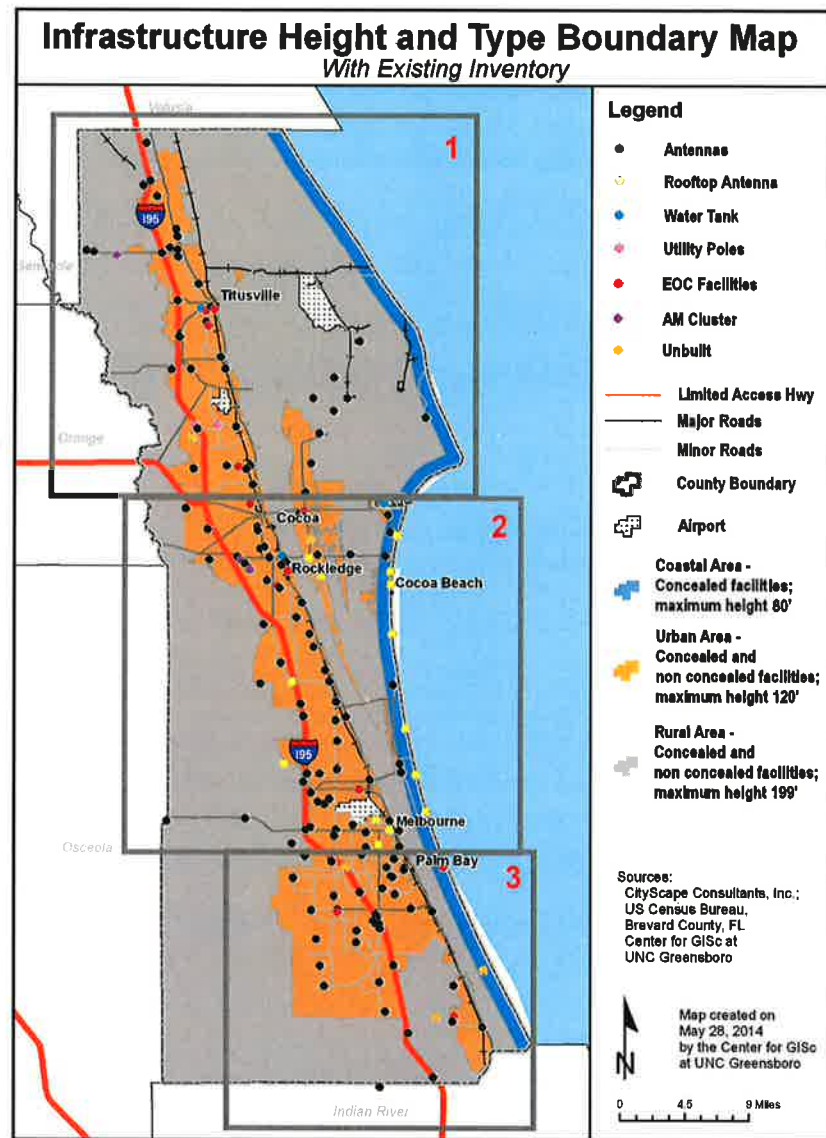 Infrastructure Height and Type Boundary Map
With Existing Inventory
Volusia
1
195
Seminole
Titusville
Orange
2
Cocoa
Rockledge
Cocoa Beach
195
Melbourne
Osceola
Palm Bay
3
Indian River
Legend
Antennas
Rooftop Antenna
Water Tank
Utility Poles
EOC Facilities
AM Cluster
Unbuilt
Limited Access Hwy
Major Roads
Minor Roads
County Boundary
Airport
Coastal Area -
Concealed facilities;
maximum height 80'
Urban Area -
Concealed and
non concealed facilities;
maximum height 120'
Rural Area -
Concealed and
non concealed facilities;
maximum height 199'
Sources:
CityScape Consultants, Inc.;
US Census Bureau,
Brevard County, FL
Center for GISc at
UNC Greensboro
Map created on
May 28, 2014
by the Center for GISc
at UNC Greensboro
N
0 4.5 9 Miles